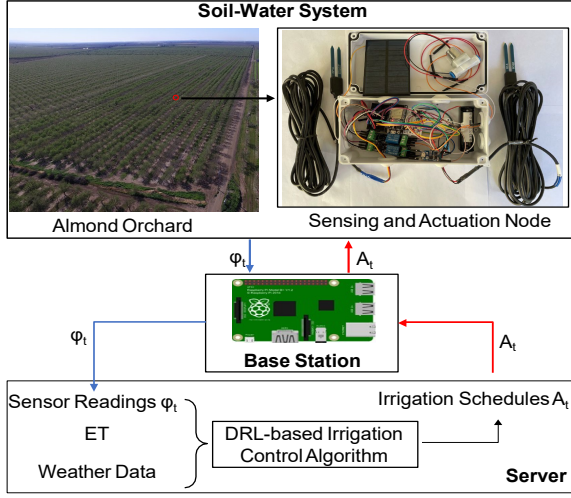 Soil-Water System
Almond Orchard
Sensing and Actuation Node
φt
At
Base Station
φt
At
Sensor Readings φt
ET
Weather Data
DRL-based Irrigation
Control Algorithm
Irrigation Schedules At
Server